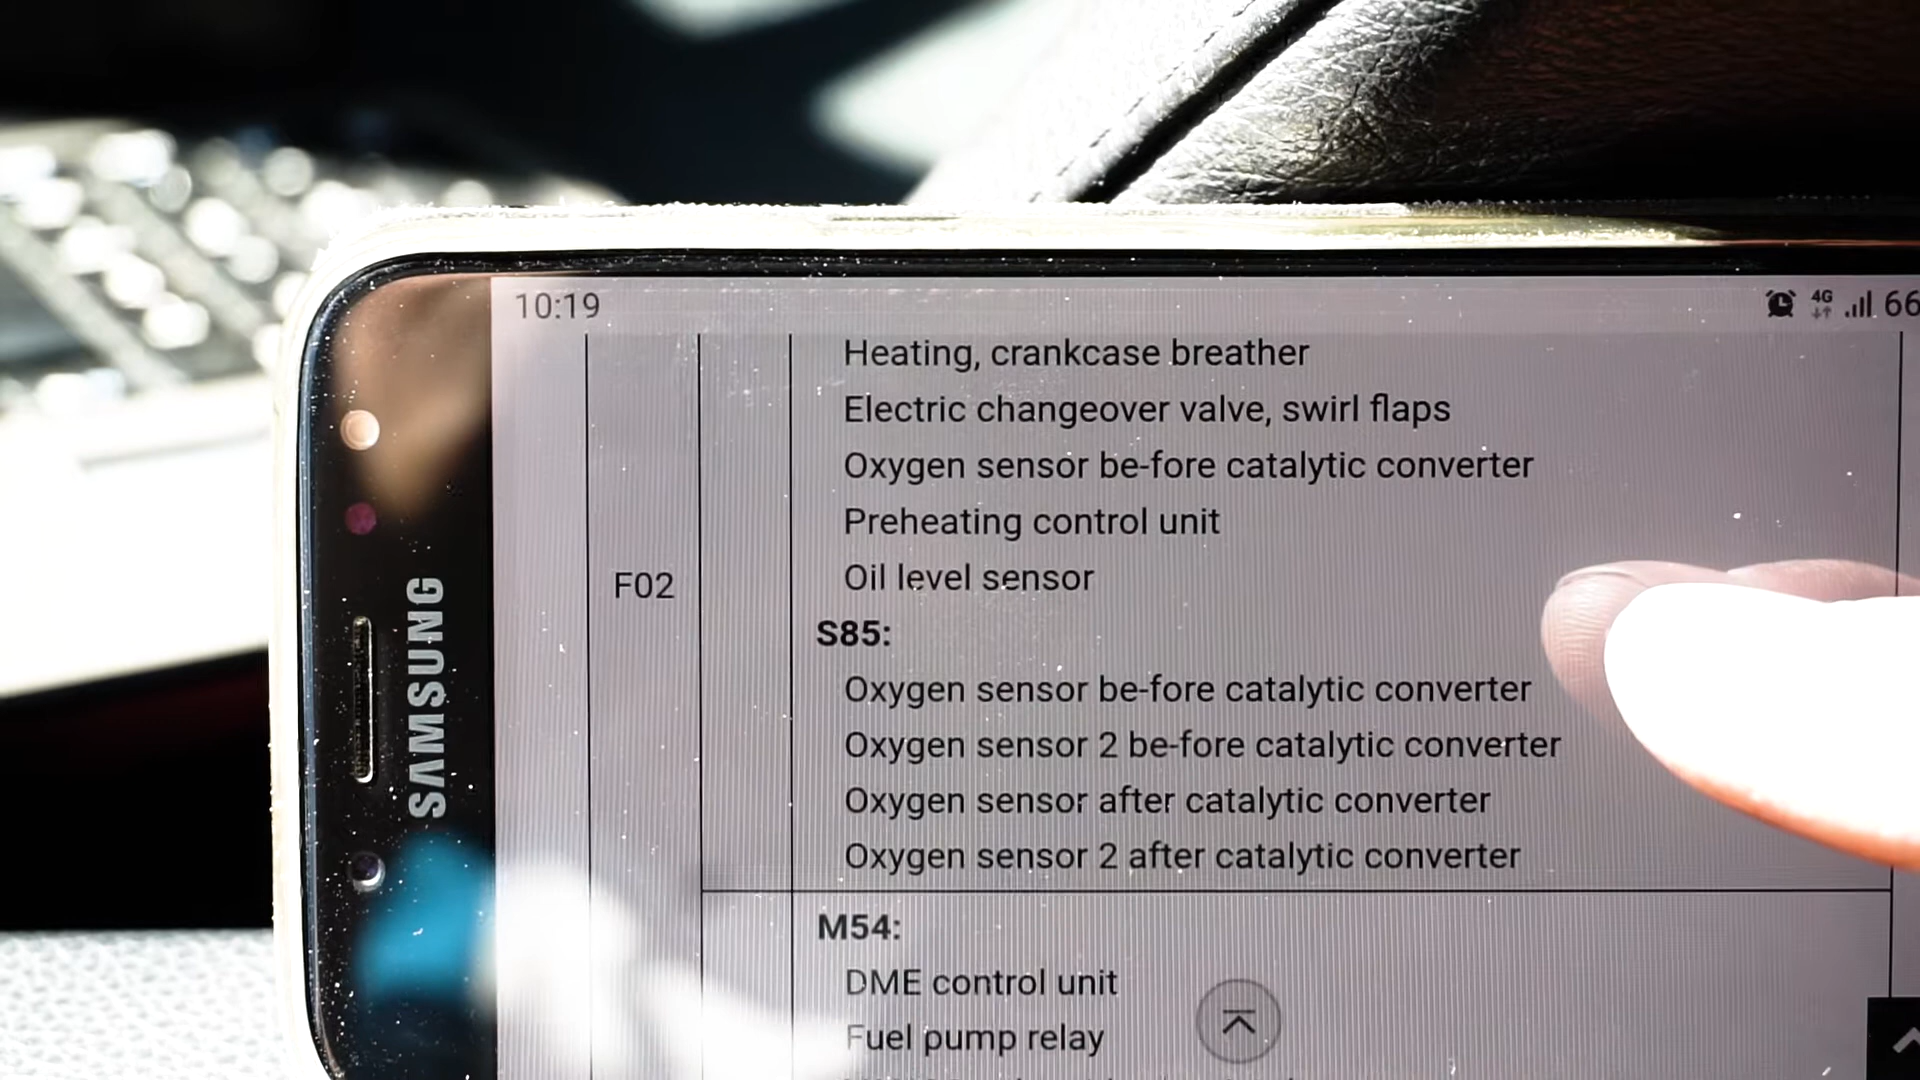 10:19
4G
66
Heating, crankcase breather
Electric changeover valve, swirl flaps
Oxygen sensor be-fore catalytic converter
Preheating control unit
Oil level sensor
F02
S85:
Oxygen sensor be-fore catalytic converter
Oxygen sensor 2 be-fore catalytic converter
Oxygen sensor after catalytic converter
Oxygen sensor 2 after catalytic converter
M54:
DME control unit
Fuel pump relay
SAMSUNG